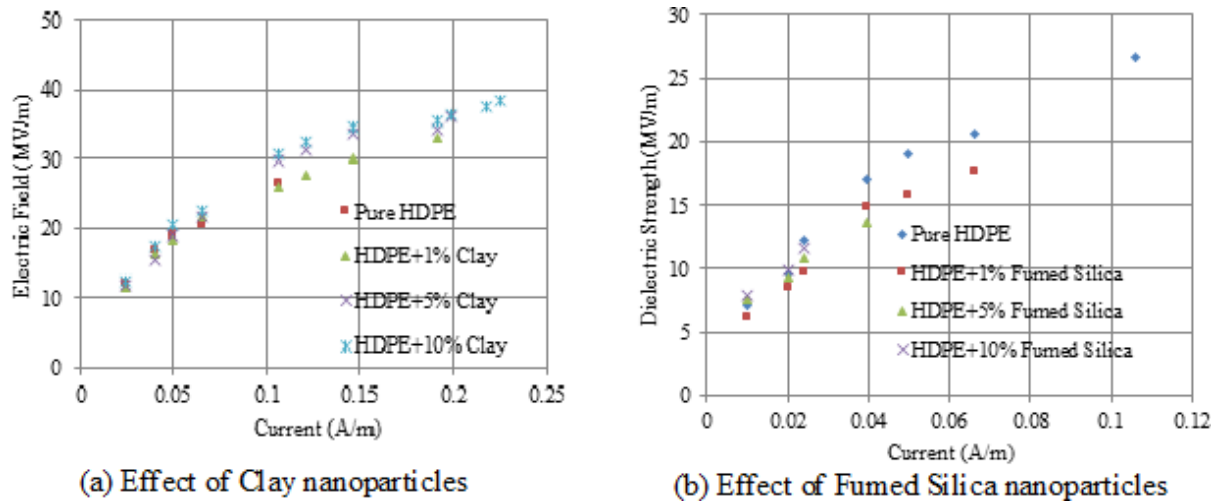 50
40
30
20
10
0
Electric Field (MV/m)
Pure HDPE
HDPE+1% Clay
HDPE+5% Clay
HDPE+10% Clay
0 0.05 0.1 0.15 0.2 0.25
Current (A/m)
(a) Effect of Clay nanoparticles
30
25
20
15
10
5
0
Dielectric Strength (MV/m)
Pure HDPE
HDPE+1% Fumed Silica
HDPE+5% Fumed Silica
HDPE+10% Fumed Silica
0 0.02 0.04 0.06 0.08 0.1 0.12
Current (A/m)
(b) Effect of Fumed Silica nanoparticles